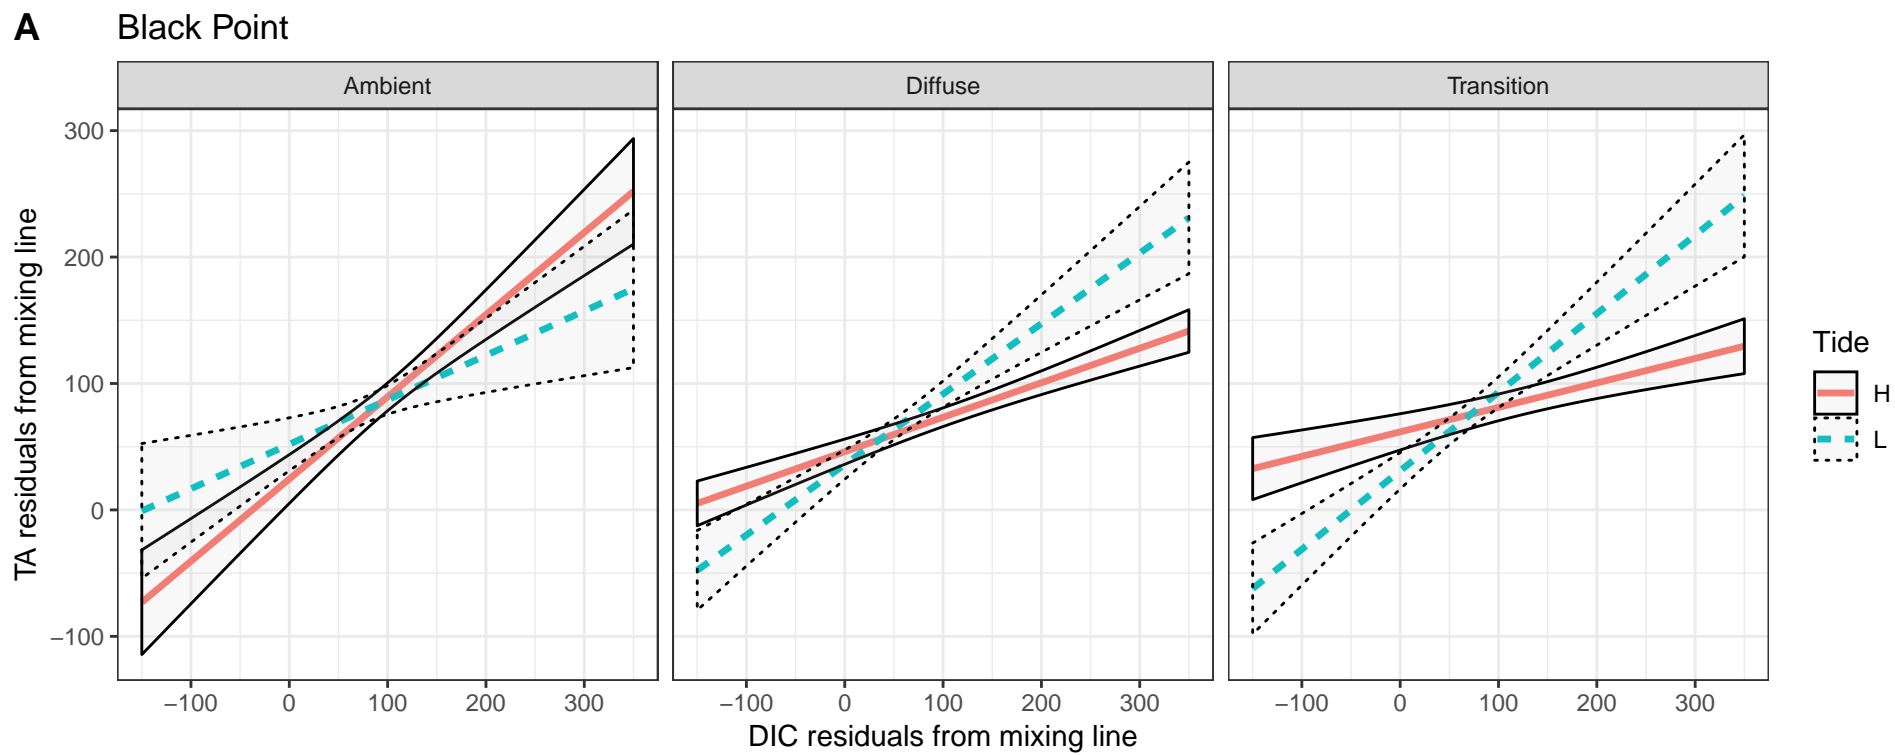 A Black Point
Ambient Diffuse Transition
TA residuals from mixing line
300
200
100
0
−100
−100 0 100 200 300 −100 0 100 200 300 −100 0 100 200 300
DIC residuals from mixing line
Tide
H
L